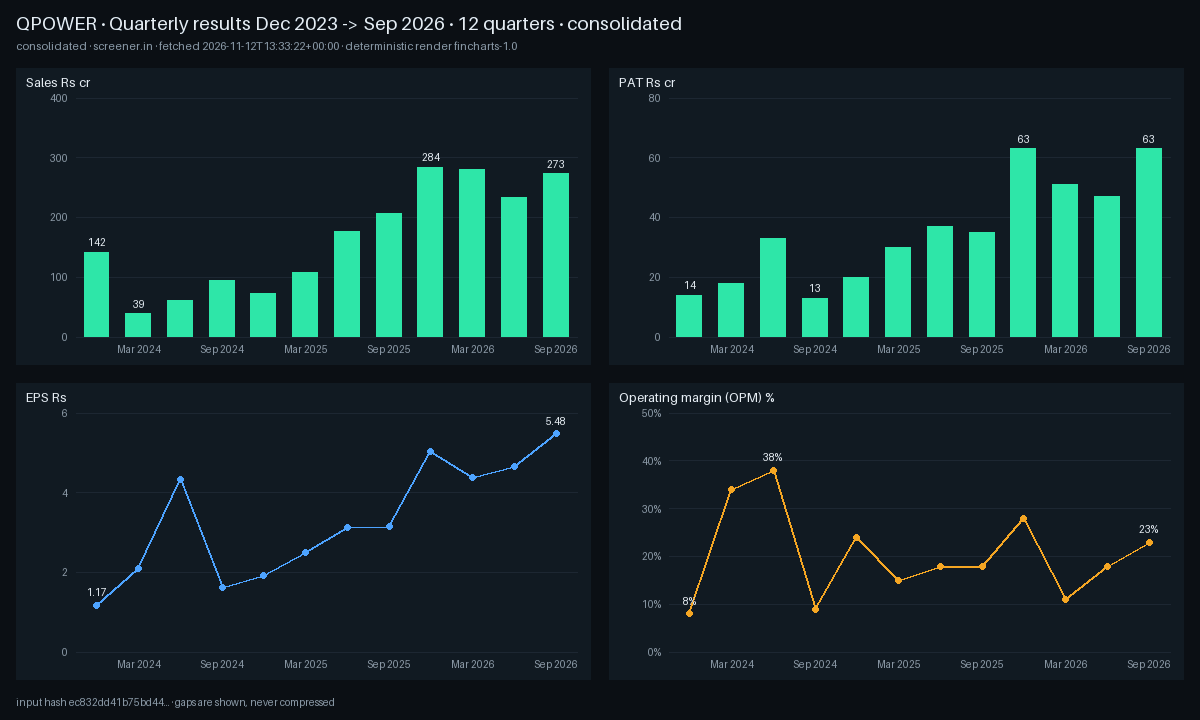 QPOWER · Quarterly results Dec 2023 -> Sep 2026 · 12 quarters · consolidated
consolidated · screener.in · fetched 2026-11-12T13:33:22+00:00 · deterministic render fincharts-1.0
Sales Rs cr
400
300
200
100
0
142
39
284
273
Mar 2024
Sep 2024
Mar 2025
Sep 2025
Mar 2026
Sep 2026
PAT Rs cr
80
60
40
20
0
14
13
63
63
Mar 2024
Sep 2024
Mar 2025
Sep 2025
Mar 2026
Sep 2026
EPS Rs
6
4
2
0
1.17
5.48
Mar 2024
Sep 2024
Mar 2025
Sep 2025
Mar 2026
Sep 2026
Operating margin (OPM) %
50%
40%
30%
20%
10%
0%
8%
38%
23%
Mar 2024
Sep 2024
Mar 2025
Sep 2025
Mar 2026
Sep 2026
input hash ec832dd41b75bd44… · gaps are shown, never compressed